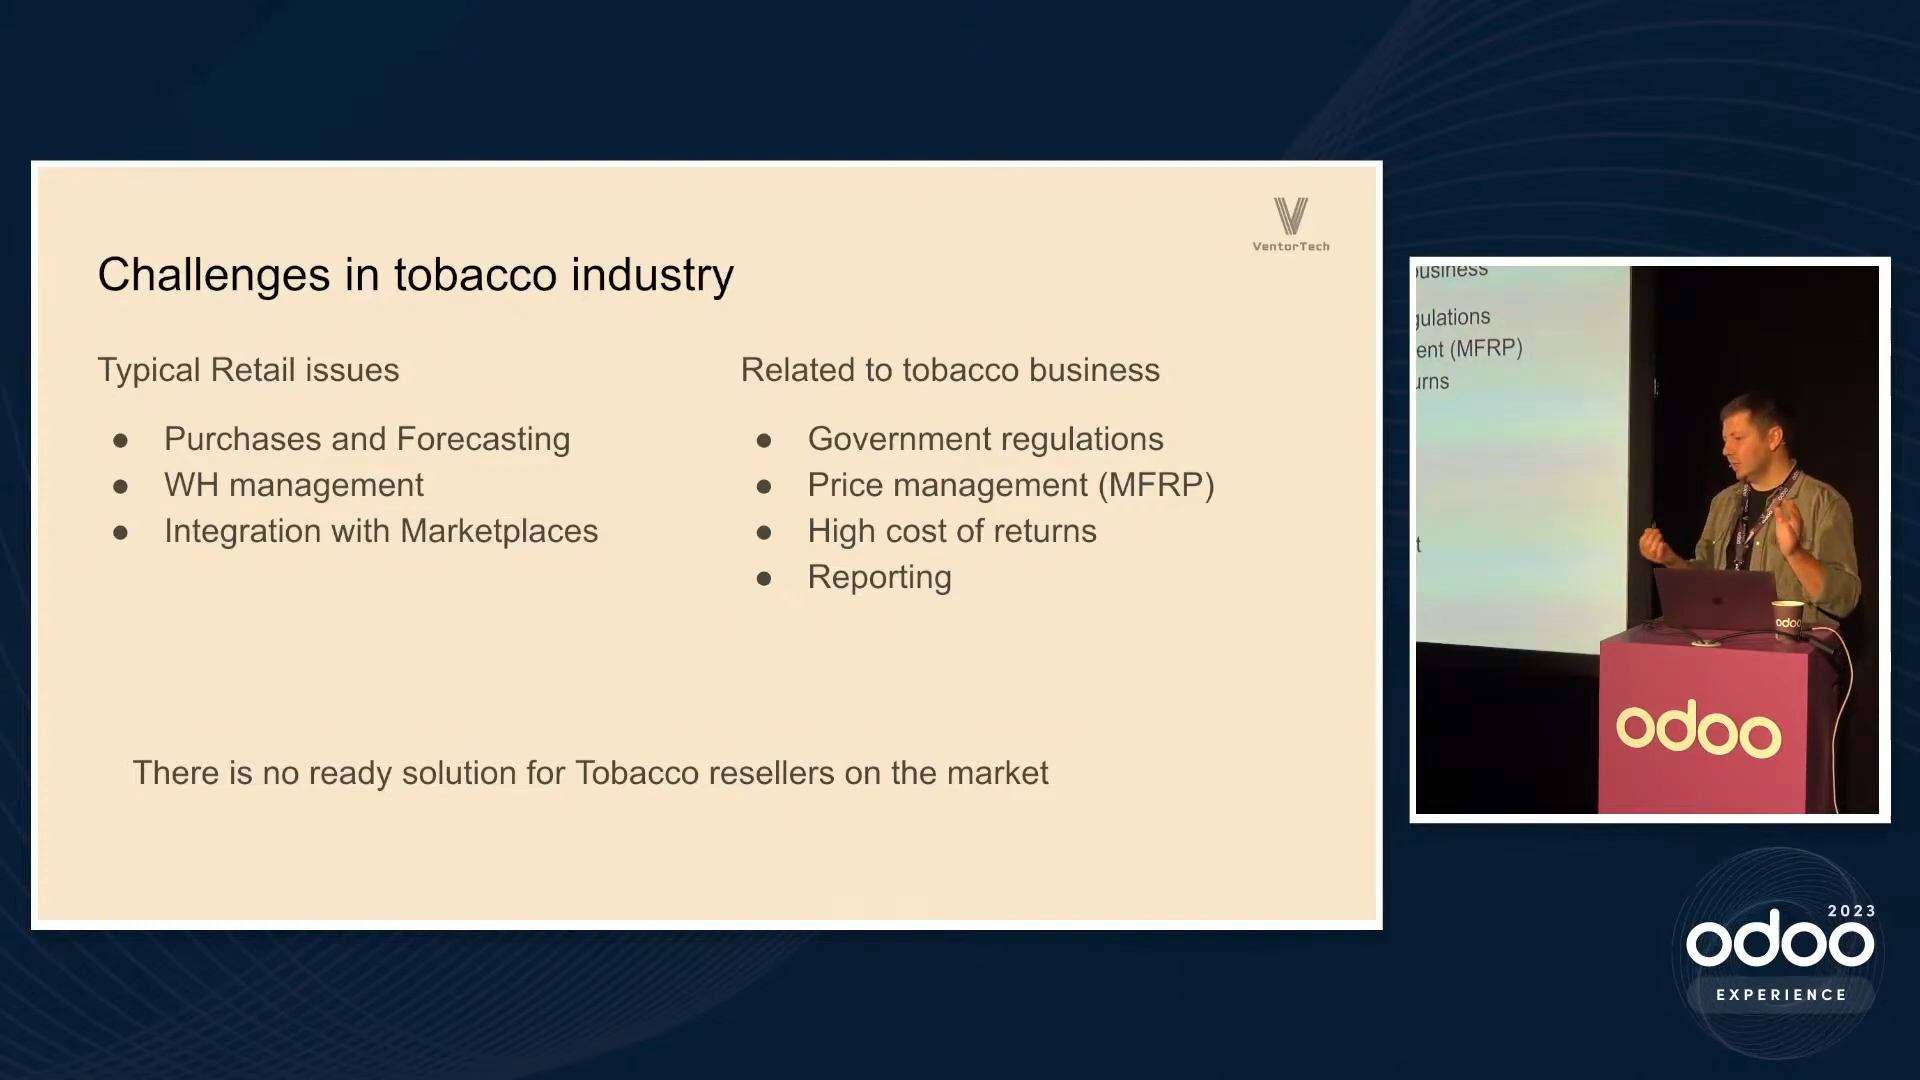 VentorTech
Challenges in tobacco industry
Typical Retail issues
● Purchases and Forecasting
● WH management
● Integration with Marketplaces
Related to tobacco business
● Government regulations
● Price management (MFRP)
● High cost of returns
● Reporting
There is no ready solution for Tobacco resellers on the market
business
gulations
ent (MFRP)
urns
t
odoo
odoo
2023
odoo
EXPERIENCE